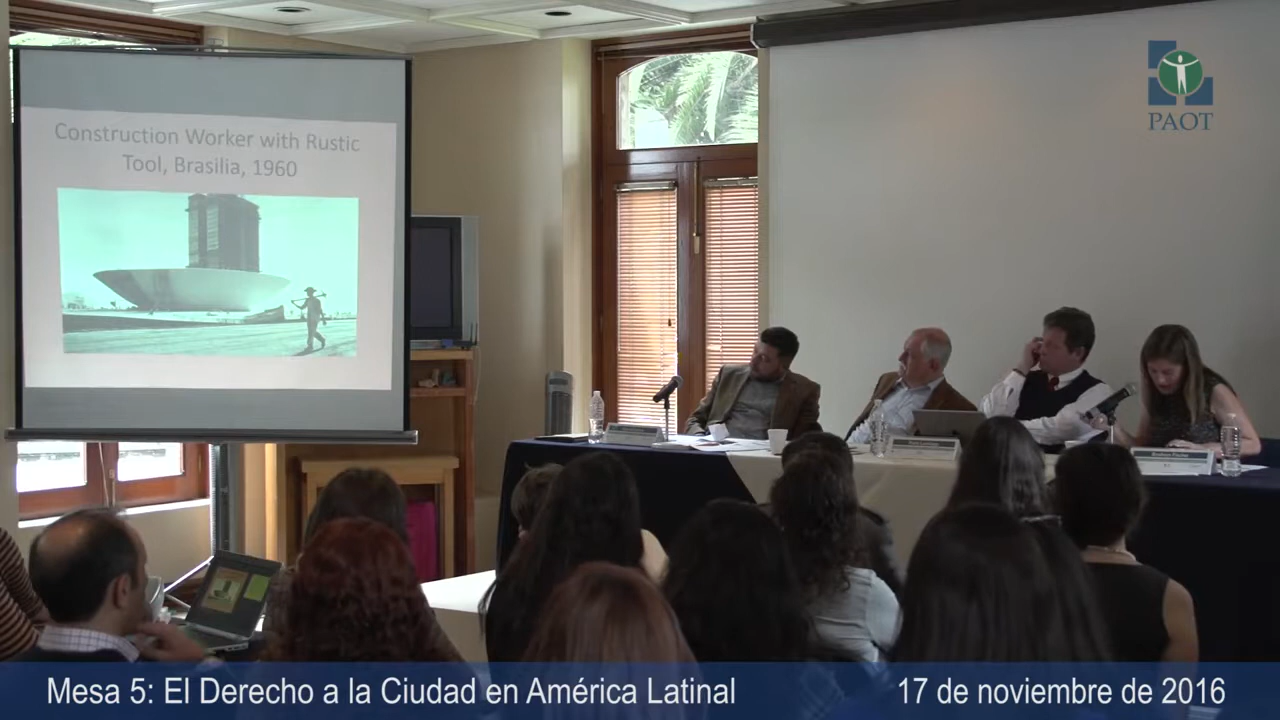 Construction Worker with Rustic
Tool, Brasilia, 1960
PAOT
Mesa 5: El Derecho a la Ciudad en América Latinal
17 de noviembre de 2016